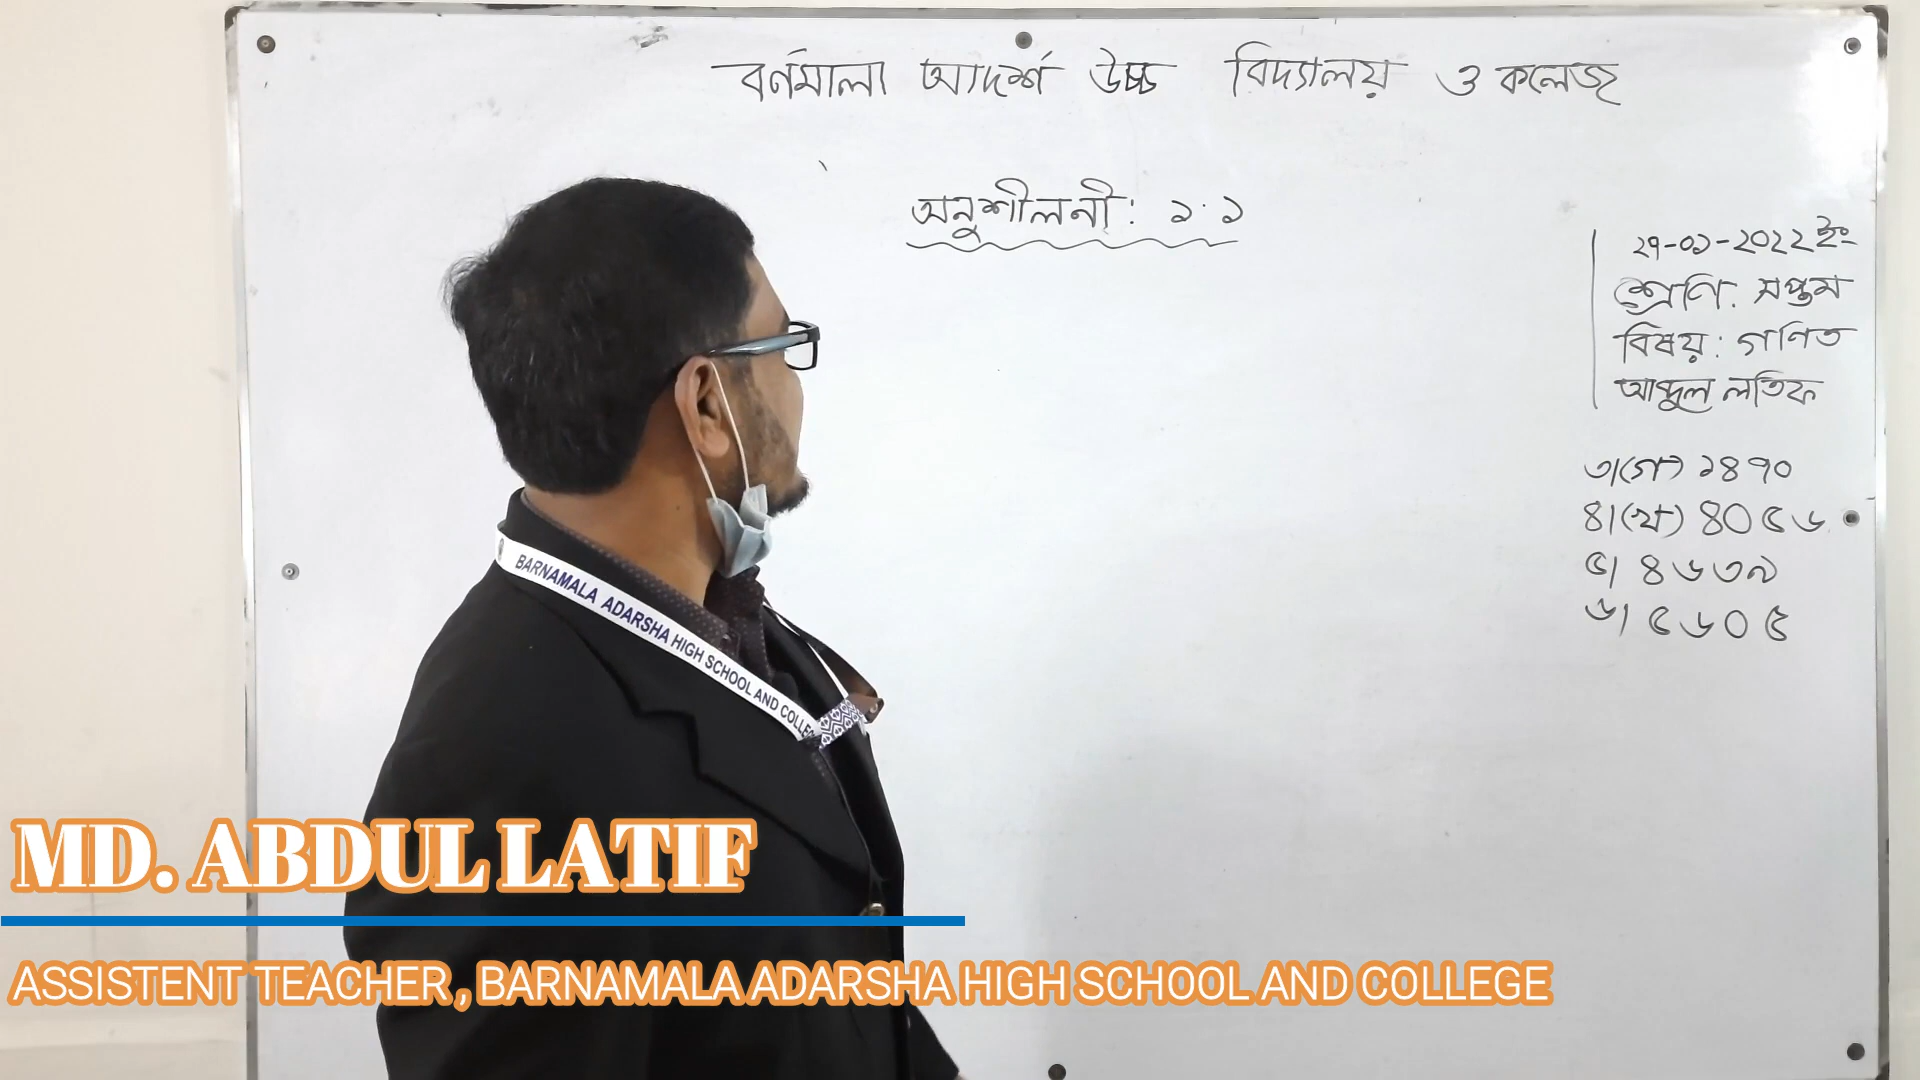 বর্ণমালা আদর্শ উচ্চ বিদ্যালয় ও কলেজ
অনুশীলনী: ১.১
২৭-০১-২০২২ ইং
শ্রেণি: সপ্তম
বিষয়: গণিত
আব্দুল লতিফ
৩।(গ) ১৪৭০
৪।(খ) ৪০৫৬
৫। ৪৬৩৯
৬। ৫৬০৫
BARNAMALA ADARSHA HIGH SCHOOL AND COLLE
MD. ABDUL LATIF
ASSISTENT TEACHER, BARNAMALA ADARSHA HIGH SCHOOL AND COLLEGE